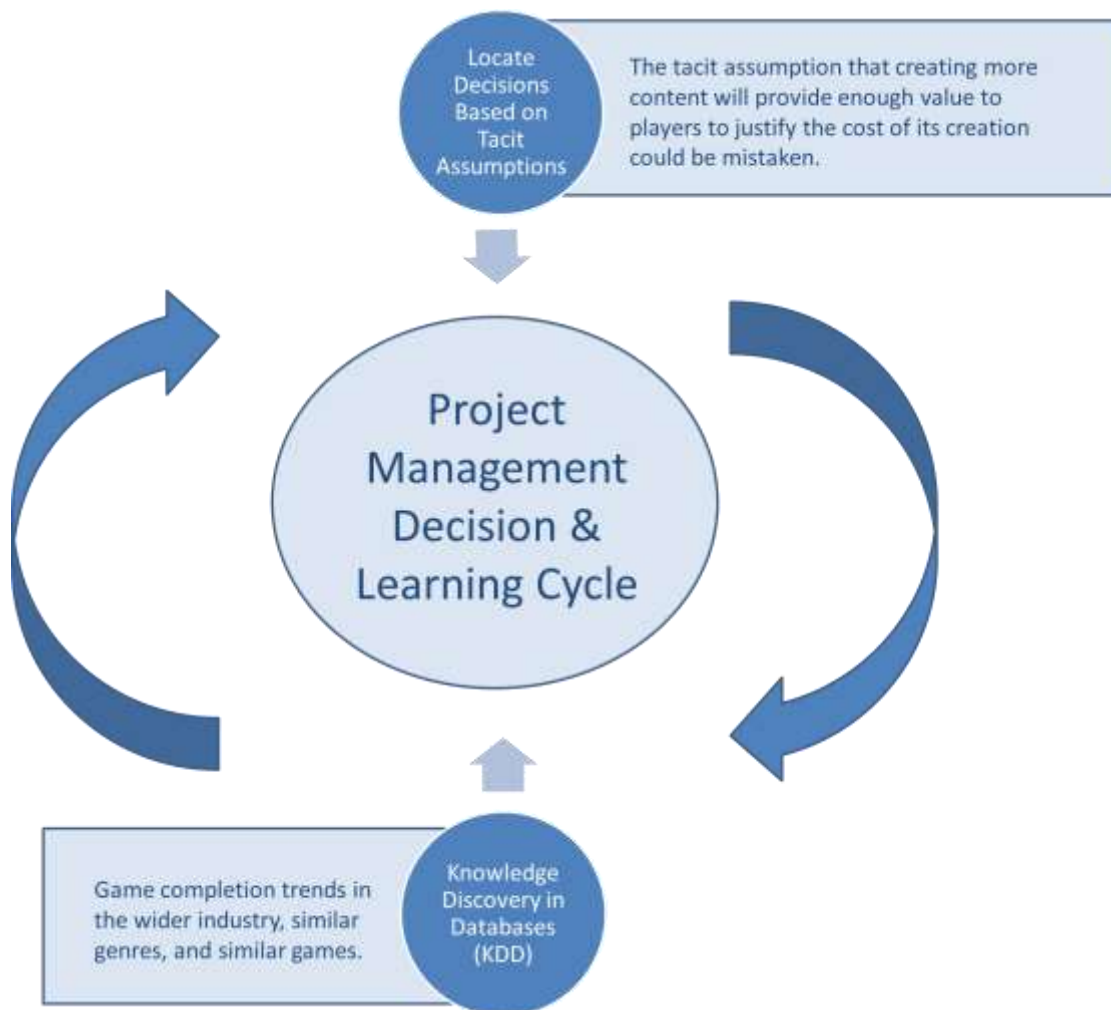 Locate
Decisions
Based on
Tacit
Assumptions
The tacit assumption that creating more
content will provide enough value to
players to justify the cost of its creation
could be mistaken.
Project
Management
Decision &
Learning Cycle
Game completion trends in
the wider industry, similar
genres, and similar games.
Knowledge
Discovery in
Databases
(KDD)